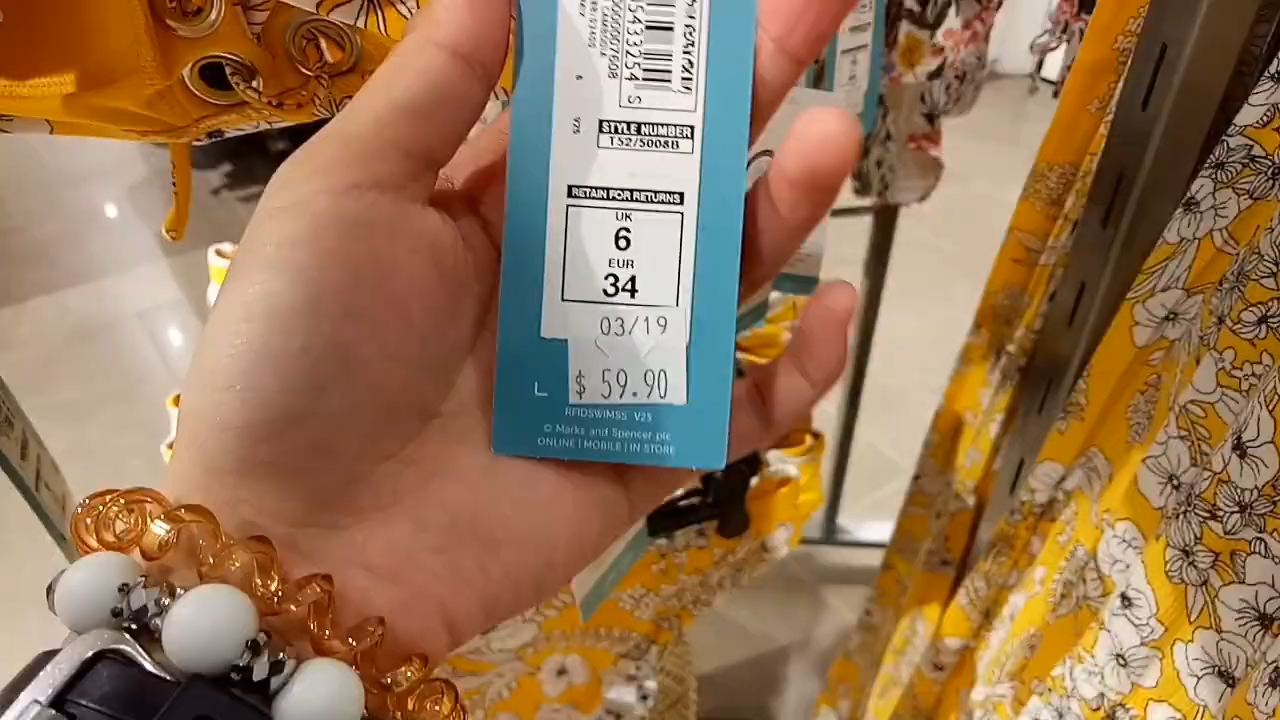 STYLE NUMBER
T52/5008B
RETAIN FOR RETURNS
UK
6
EUR
34
03/19
$ 59.90
RFIDSWIMSS V25
© Marks and Spencer plc
ONLINE | MOBILE | IN STORE